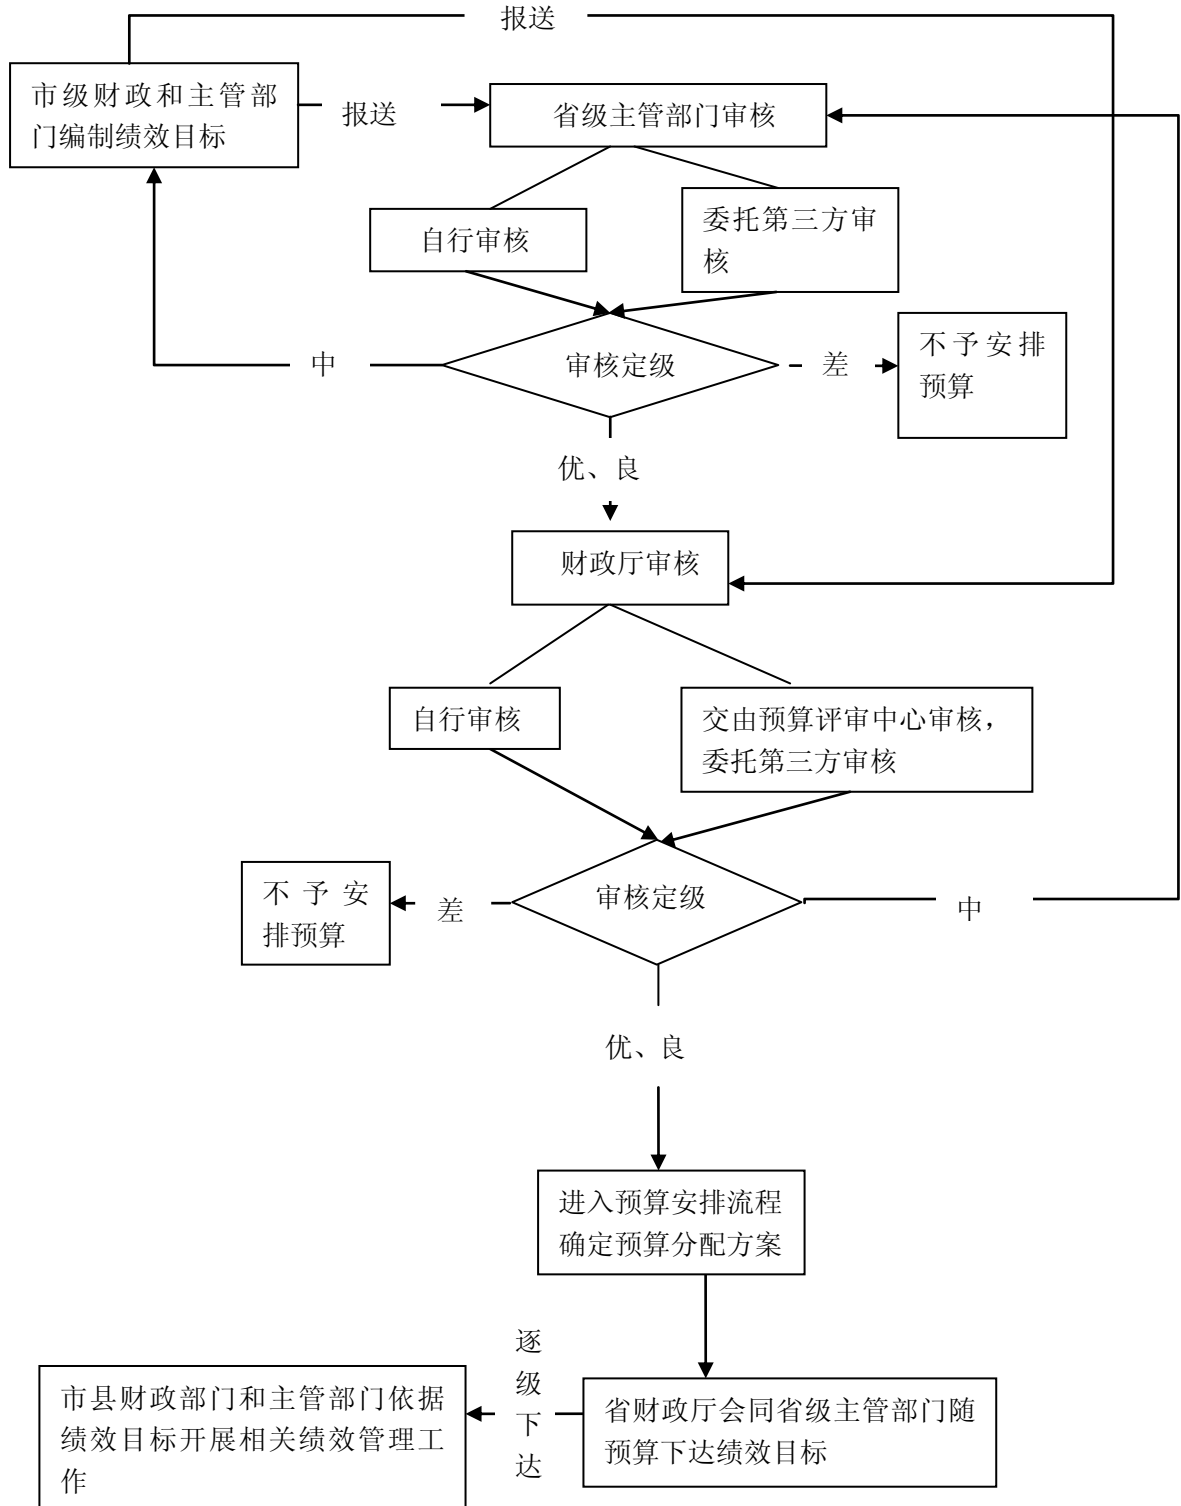 报送
市级财政和主管部
门编制绩效目标
报送
省级主管部门审核
自行审核
委托第三方审
核
中
审核定级
差
不予安排
预算
优、良
财政厅审核
自行审核
交由预算评审中心审核，
委托第三方审核
不予安
排预算
差
审核定级
中
优、良
进入预算安排流程
确定预算分配方案
逐
级
下
达
市县财政部门和主管部门依据
绩效目标开展相关绩效管理工
作
省财政厅会同省级主管部门随
预算下达绩效目标